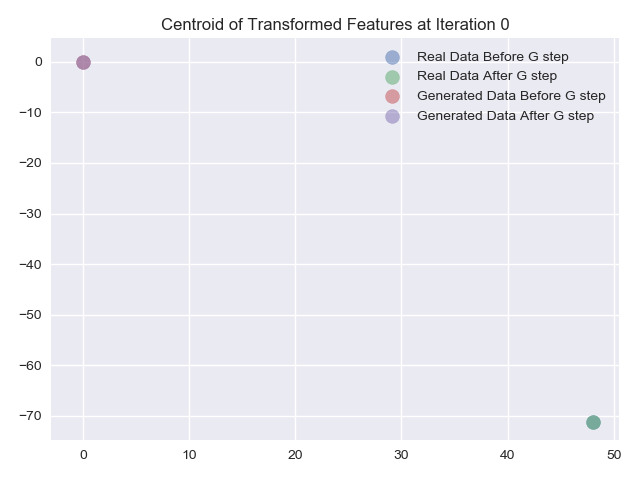 Centroid of Transformed Features at Iteration 0
Real Data Before G step
Real Data After G step
Generated Data Before G step
Generated Data After G step
0
−10
−20
−30
−40
−50
−60
−70
0 10 20 30 40 50